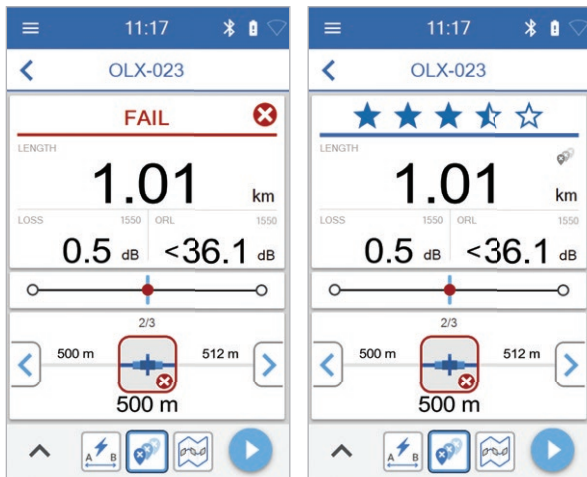 11:17
OLX-023
FAIL
LENGTH
1.01 km
LOSS 1550 ORL 1550
0.5 dB <36.1 dB
2/3
500 m 512 m
500 m
A B
11:17
OLX-023
LENGTH
1.01 km
LOSS 1550 ORL 1550
0.5 dB <36.1 dB
2/3
500 m 512 m
500 m
A B